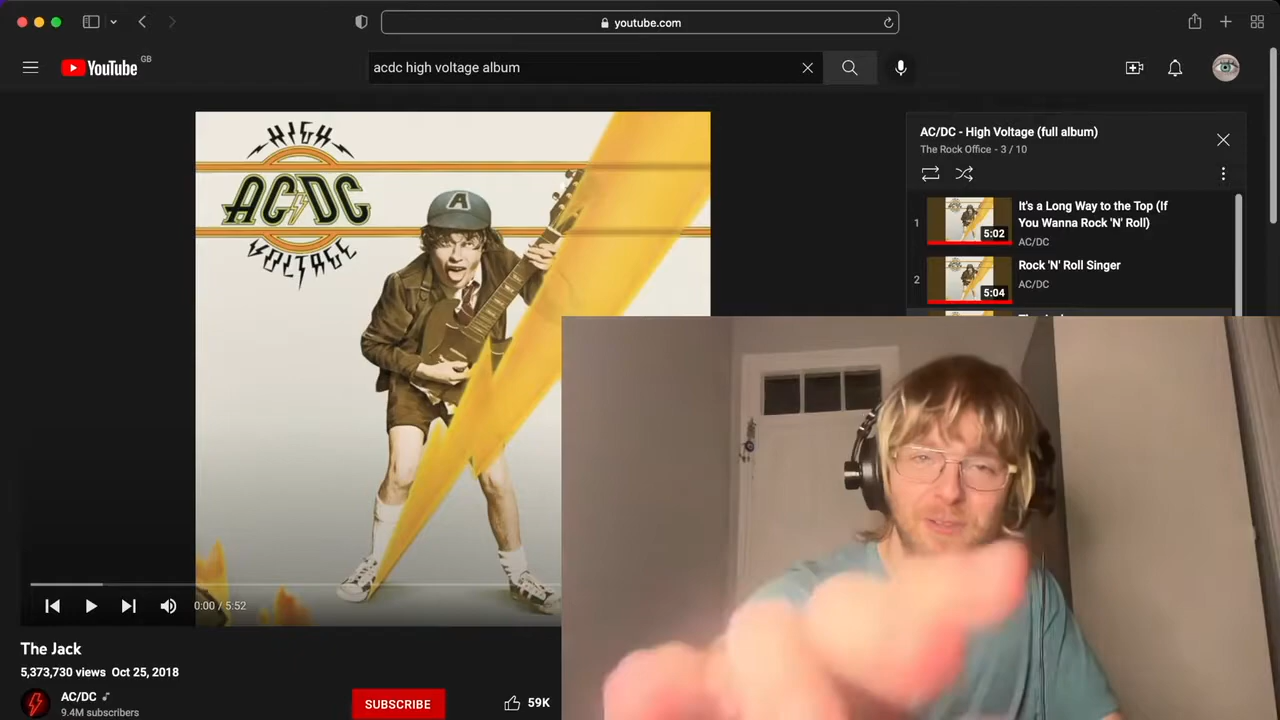 youtube.com
YouTube GB
acdc high voltage album
HIGH
AC/DC
VOLTAGE
A
AC/DC - High Voltage (full album)
The Rock Office - 3 / 10
1
5:02
It's a Long Way to the Top (If
You Wanna Rock 'N' Roll)
AC/DC
2
5:04
Rock 'N' Roll Singer
AC/DC
0:00 / 5:52
The Jack
5,373,730 views Oct 25, 2018
AC/DC
9.4M subscribers
SUBSCRIBE
59K